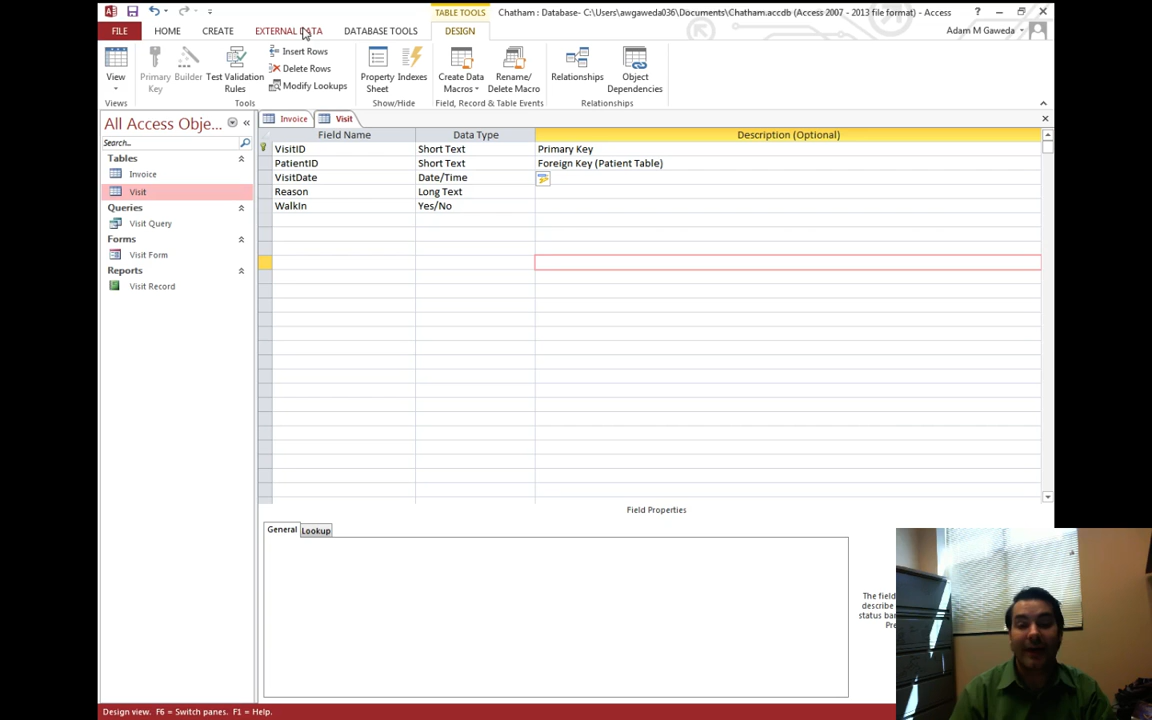 TABLE TOOLS
Chatham : Database- C:\Users\awgaweda036\Documents\Chatham.accdb (Access 2007 - 2013 file format) - Access
FILE HOME CREATE EXTERNAL DATA DATABASE TOOLS DESIGN
Adam M Gaweda
View
Primary Key
Builder
Test Validation Rules
Insert Rows
Delete Rows
Modify Lookups
Property Sheet
Indexes
Create Data Macros
Rename/ Delete Macro
Relationships
Object Dependencies
Views Tools Show/Hide Field, Record & Table Events Relationships
All Access Obje...
Search...
Tables
Invoice
Visit
Queries
Visit Query
Forms
Visit Form
Reports
Visit Record
Invoice Visit
Field Name Data Type Description (Optional)
VisitID Short Text Primary Key
PatientID Short Text Foreign Key (Patient Table)
VisitDate Date/Time
Reason Long Text
WalkIn Yes/No
Field Properties
General Lookup
The field
describe
status ba
Pre
Design view. F6 = Switch panes. F1 = Help.